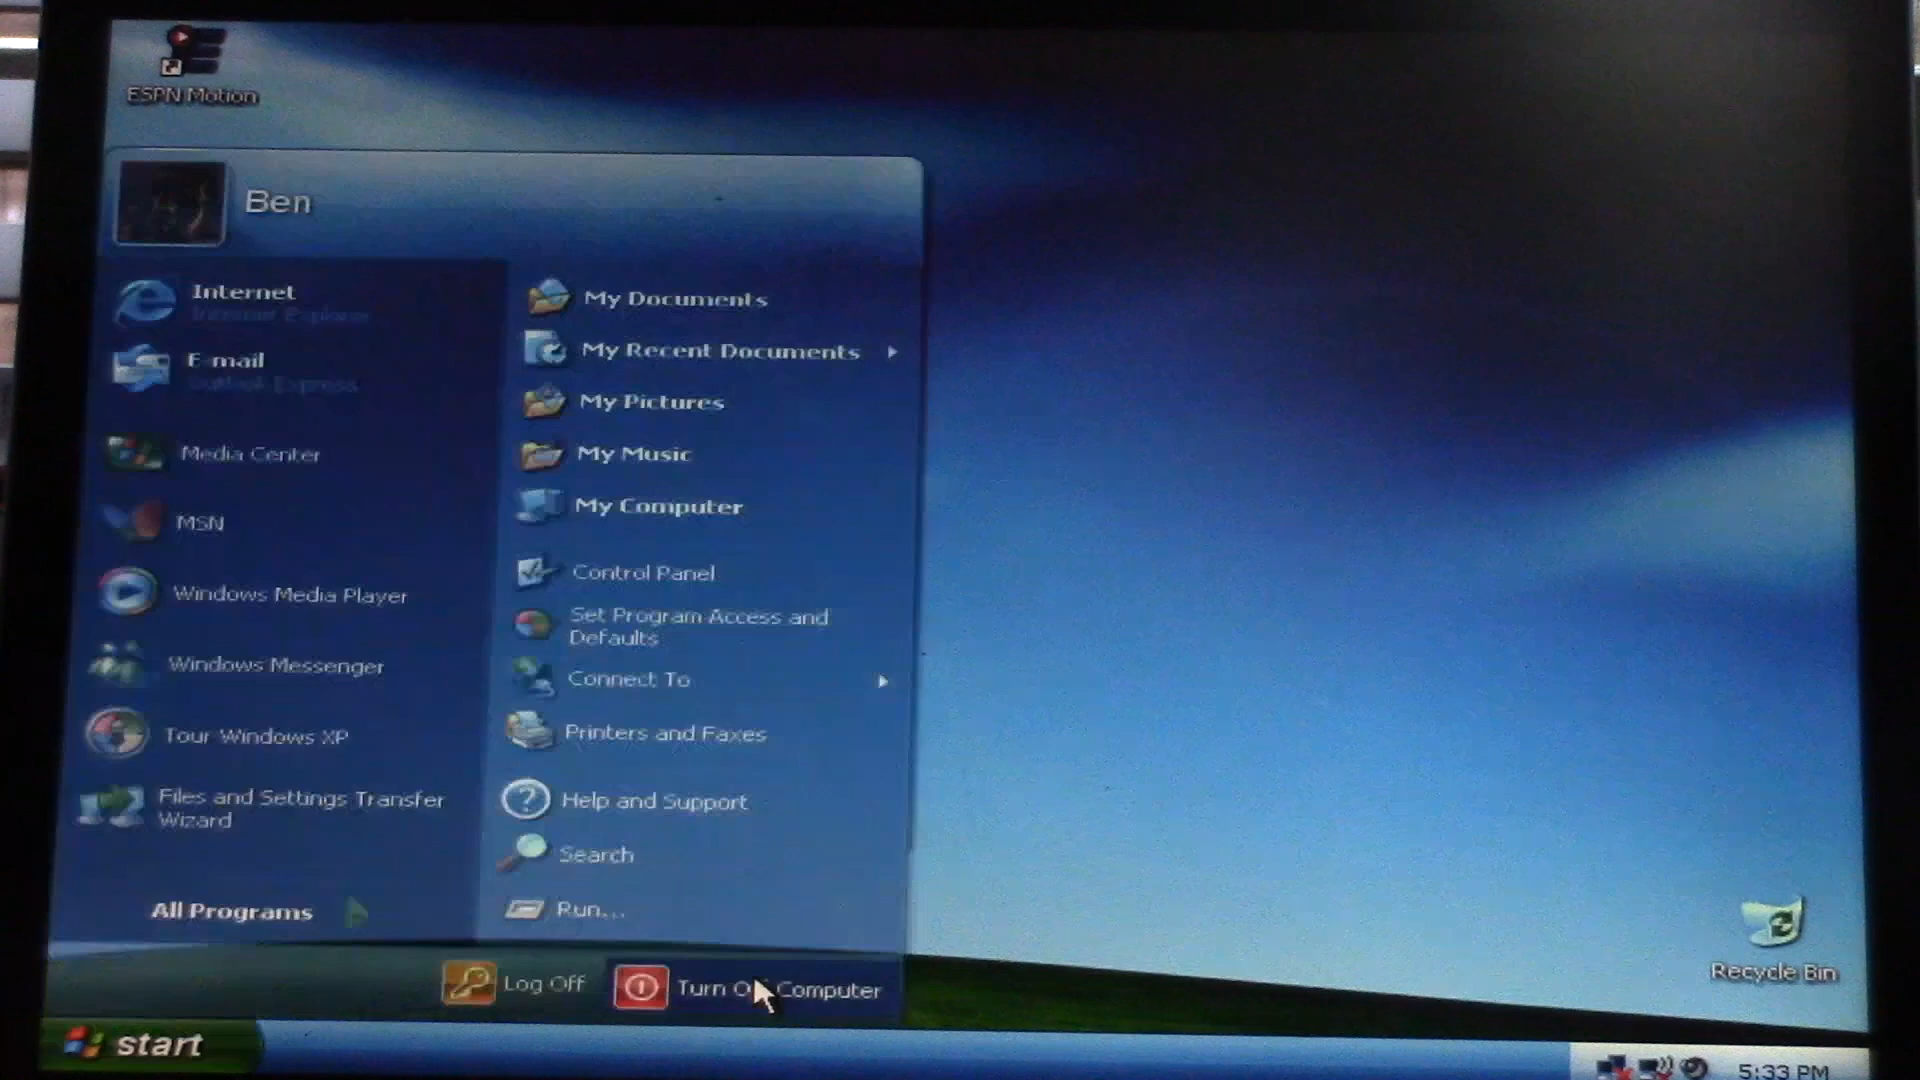 ESPN Motion
Ben
Internet
Internet Explorer
E-mail
Outlook Express
Media Center
MSN
Windows Media Player
Windows Messenger
Tour Windows XP
Files and Settings Transfer
Wizard
All Programs
My Documents
My Recent Documents
My Pictures
My Music
My Computer
Control Panel
Set Program Access and
Defaults
Connect To
Printers and Faxes
Help and Support
Search
Run...
Log Off
Turn Off Computer
Recycle Bin
start
5:33 PM